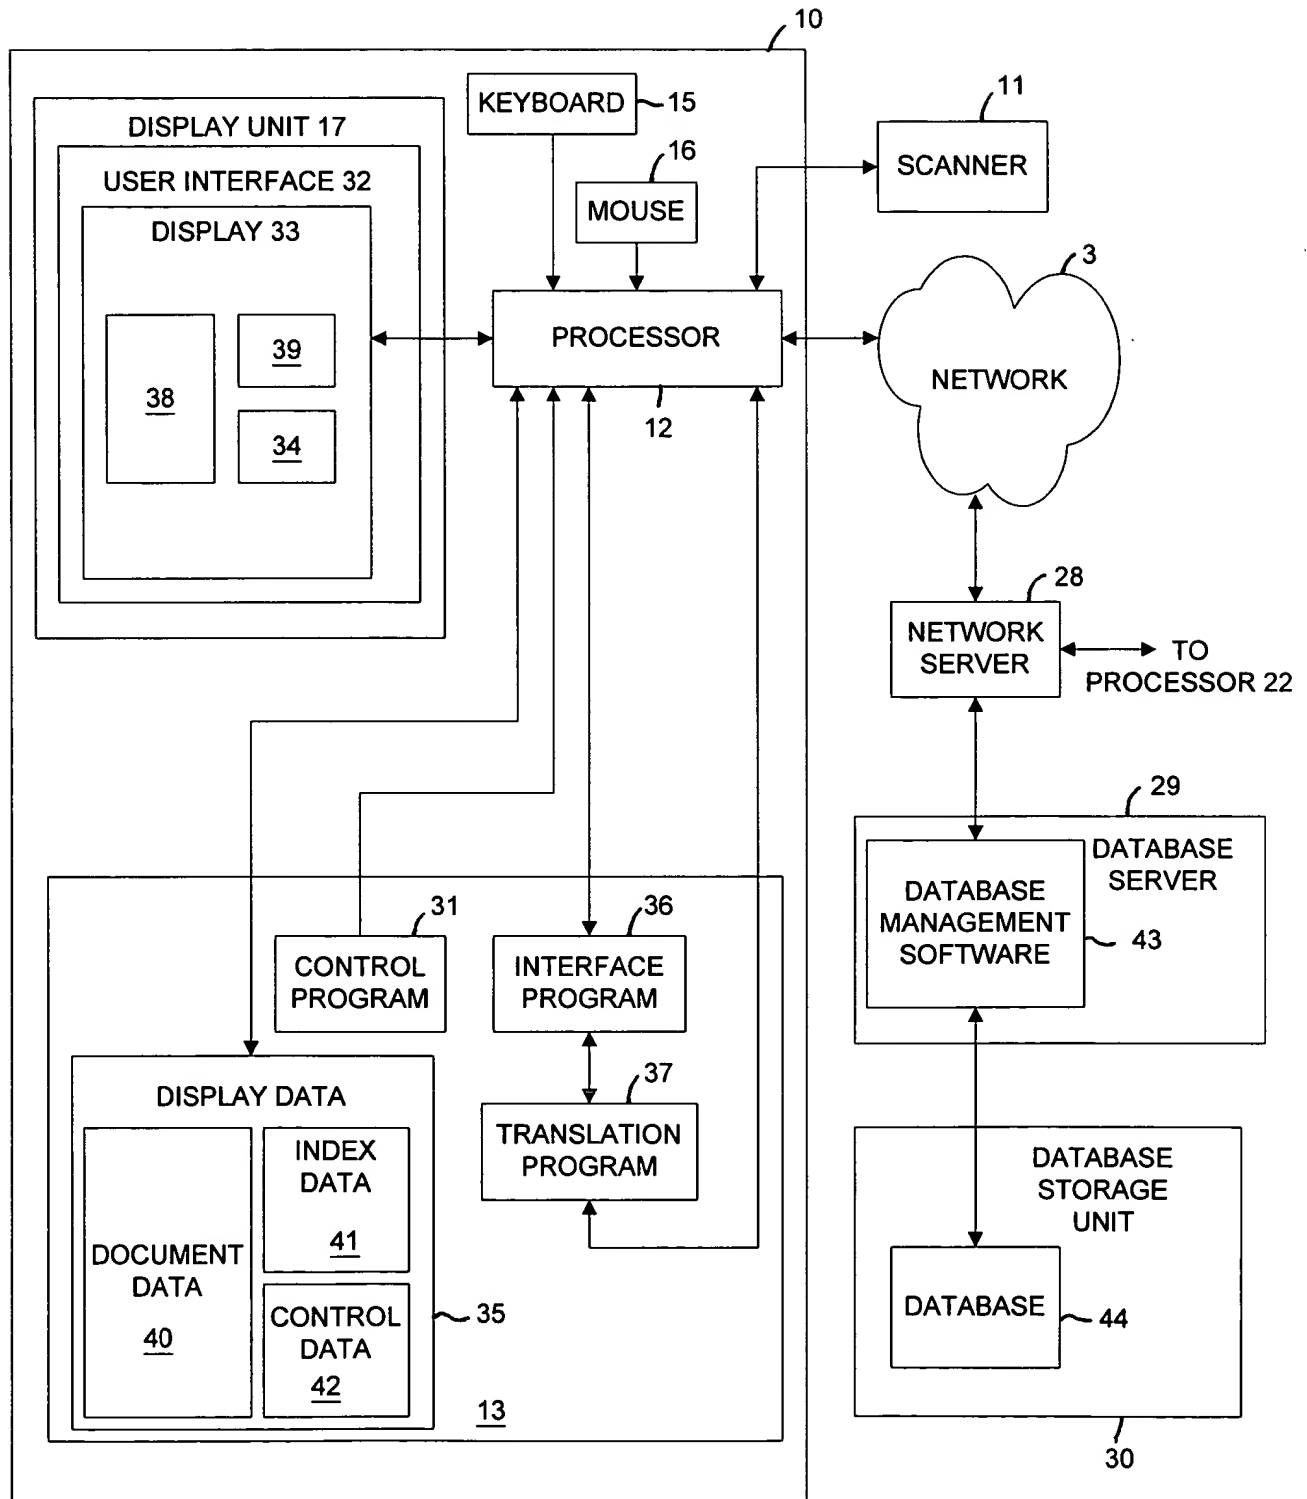 10
KEYBOARD
15
11
DISPLAY UNIT 17
SCANNER
16
USER INTERFACE 32
MOUSE
DISPLAY 33
3
PROCESSOR
39
NETWORK
38
12
34
28
NETWORK
SERVER
TO
PROCESSOR 22
29
DATABASE
SERVER
DATABASE
MANAGEMENT
SOFTWARE
43
31
36
CONTROL
PROGRAM
INTERFACE
PROGRAM
37
DISPLAY DATA
TRANSLATION
PROGRAM
INDEX
DATA
41
DATABASE
STORAGE
UNIT
DOCUMENT
DATA
40
CONTROL
DATA
42
35
DATABASE
44
13
30